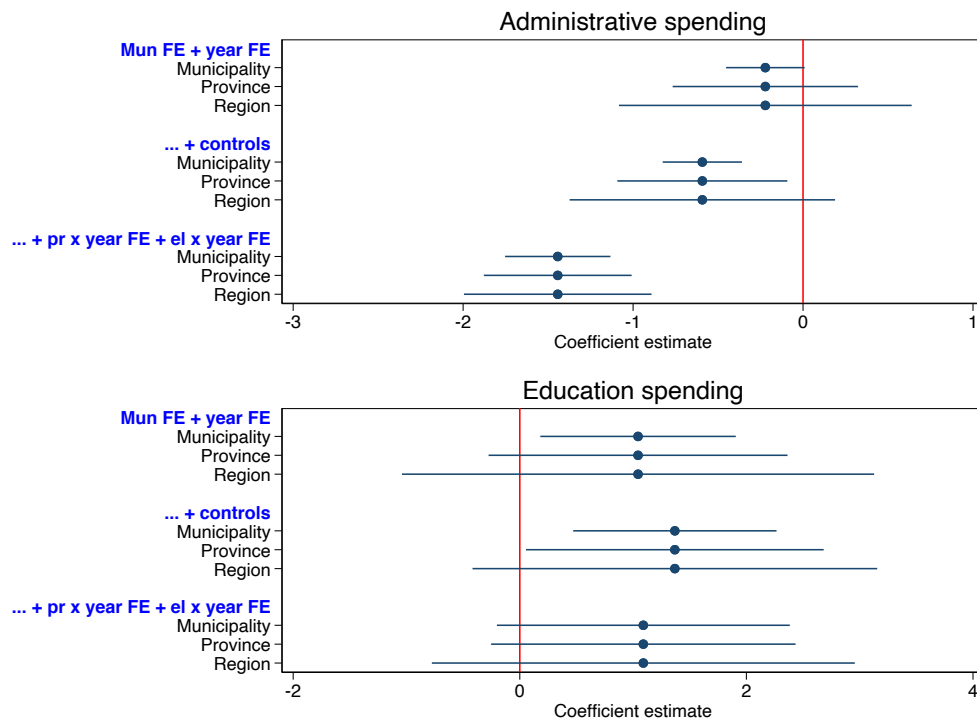 Administrative spending
Mun FE + year FE
Municipality
Province
Region
... + controls
Municipality
Province
Region
... + pr x year FE + el x year FE
Municipality
Province
Region
-3 -2 -1 0 1
Coefficient estimate
Education spending
Mun FE + year FE
Municipality
Province
Region
... + controls
Municipality
Province
Region
... + pr x year FE + el x year FE
Municipality
Province
Region
-2 0 2 4
Coefficient estimate